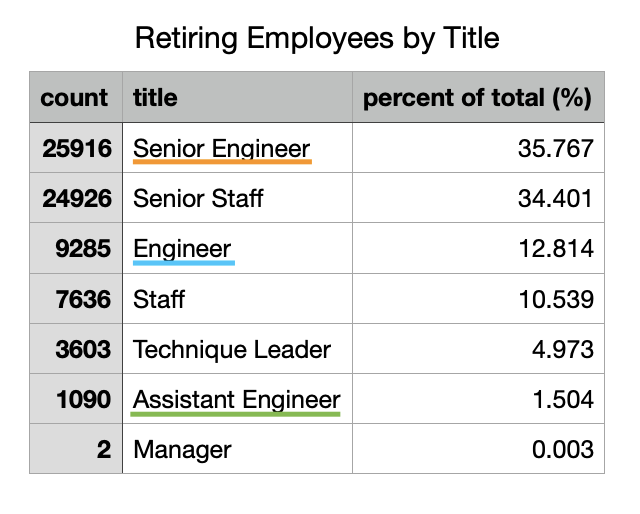 Retiring Employees by Title
count title percent of total (%)
25916 Senior Engineer 35.767
24926 Senior Staff 34.401
9285 Engineer 12.814
7636 Staff 10.539
3603 Technique Leader 4.973
1090 Assistant Engineer 1.504
2 Manager 0.003